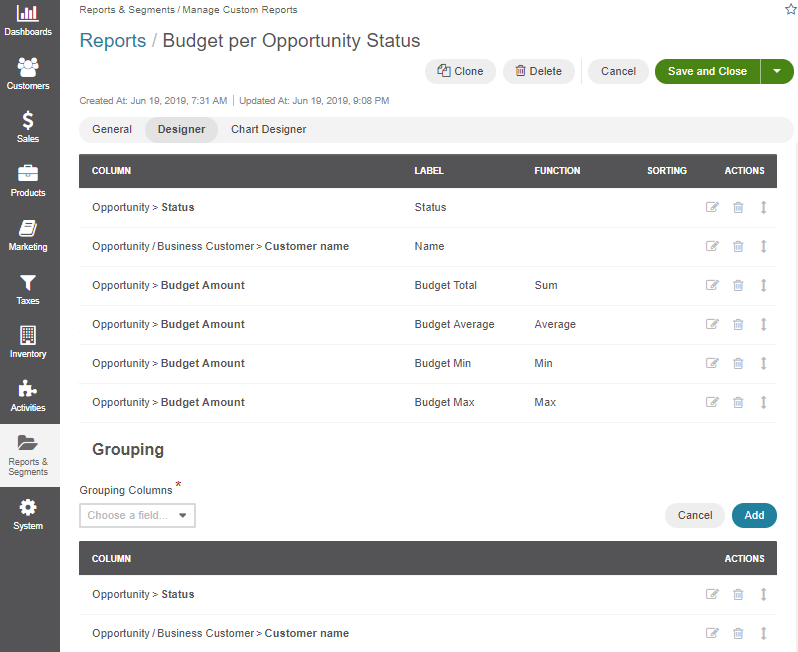 Reports & Segments / Manage Custom Reports
Reports / Budget per Opportunity Status
Clone Delete Cancel Save and Close
Created At: Jun 19, 2019, 7:31 AM | Updated At: Jun 19, 2019, 9:08 PM
General Designer Chart Designer
COLUMN LABEL FUNCTION SORTING ACTIONS
Opportunity > Status Status
Opportunity / Business Customer > Customer name Name
Opportunity > Budget Amount Budget Total Sum
Opportunity > Budget Amount Budget Average Average
Opportunity > Budget Amount Budget Min Min
Opportunity > Budget Amount Budget Max Max
Grouping
Grouping Columns *
Choose a field... Cancel Add
COLUMN ACTIONS
Opportunity > Status
Opportunity / Business Customer > Customer name
Dashboards
Customers
Sales
Products
Marketing
Taxes
Inventory
Activities
Reports &
Segments
System